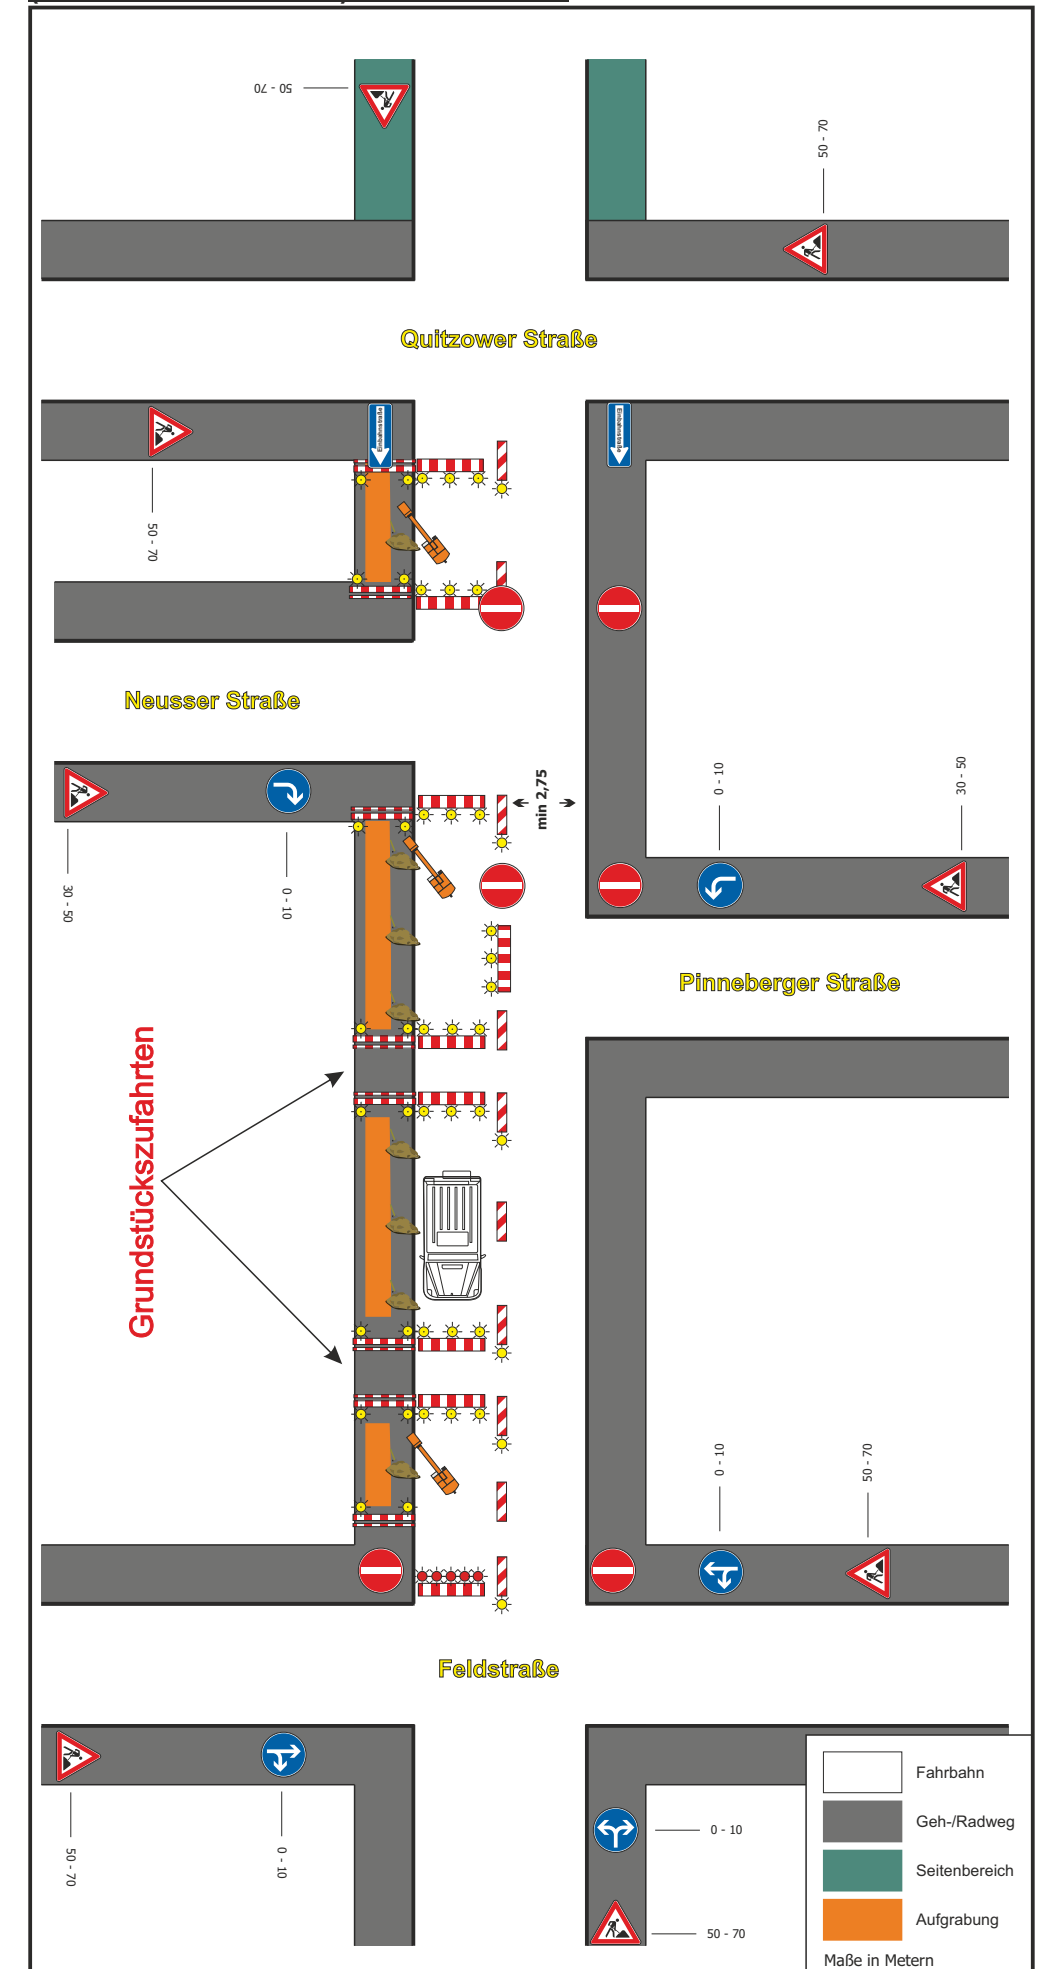 50 - 70
50 - 70
Quitzower Straße
Einbahnstraße
Einbahnstraße
50 - 70
Neusser Straße
min 2,75
0 - 10
30 - 50
30 - 50
0 - 10
Pinneberger Straße
Grundstückszufahrten
0 - 10
50 - 70
Feldstraße
50 - 70
0 - 10
0 - 10
50 - 70
Fahrbahn
Geh-/Radweg
Seitenbereich
Aufgrabung
Maße in Metern